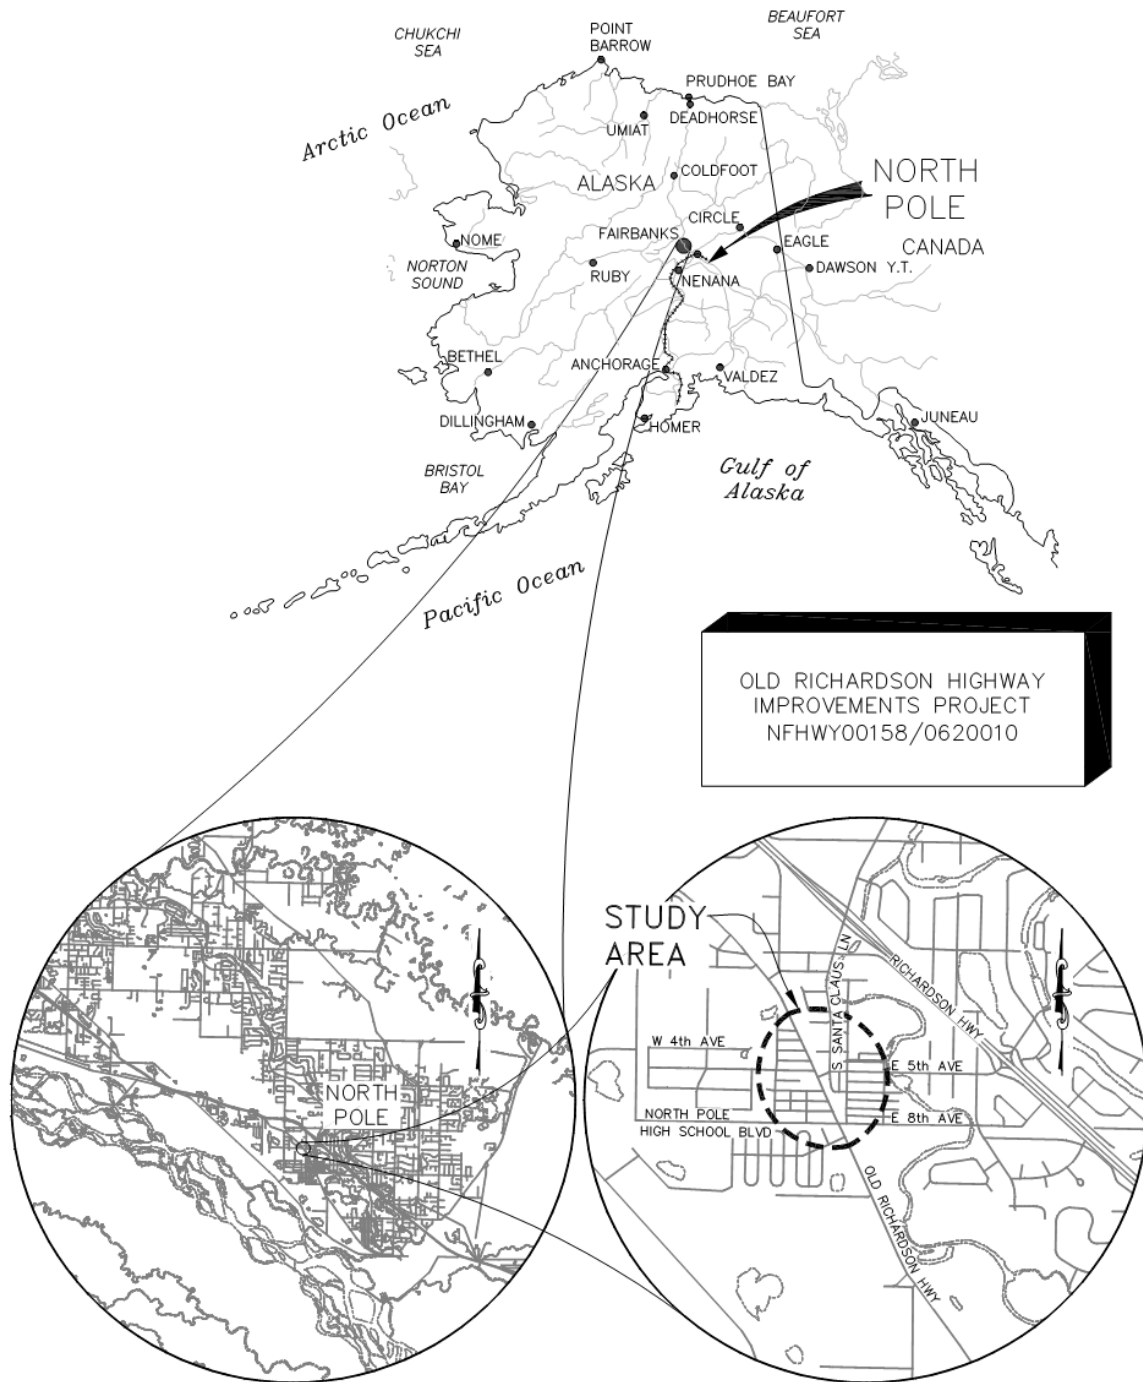 CHUKCHI
SEA
POINT
BARROW
BEAUFORT
SEA
PRUDHOE BAY
Arctic Ocean
UMIAT
DEADHORSE
ALASKA
COLDFOOT
NORTH
POLE
CIRCLE
FAIRBANKS
NOME
EAGLE
CANADA
NORTON
SOUND
RUBY
NENANA
DAWSON Y.T.
BETHEL
ANCHORAGE
VALDEZ
DILLINGHAM
HOMER
JUNEAU
BRISTOL
BAY
Gulf of
Alaska
Pacific Ocean
OLD RICHARDSON HIGHWAY
IMPROVEMENTS PROJECT
NFHWY00158/0620010
NORTH
POLE
STUDY
AREA
S SANTA CLAUS LN
RICHARDSON HWY
W 4th AVE
E 5th AVE
NORTH POLE
HIGH SCHOOL BLVD
E 8th AVE
OLD RICHARDSON HWY